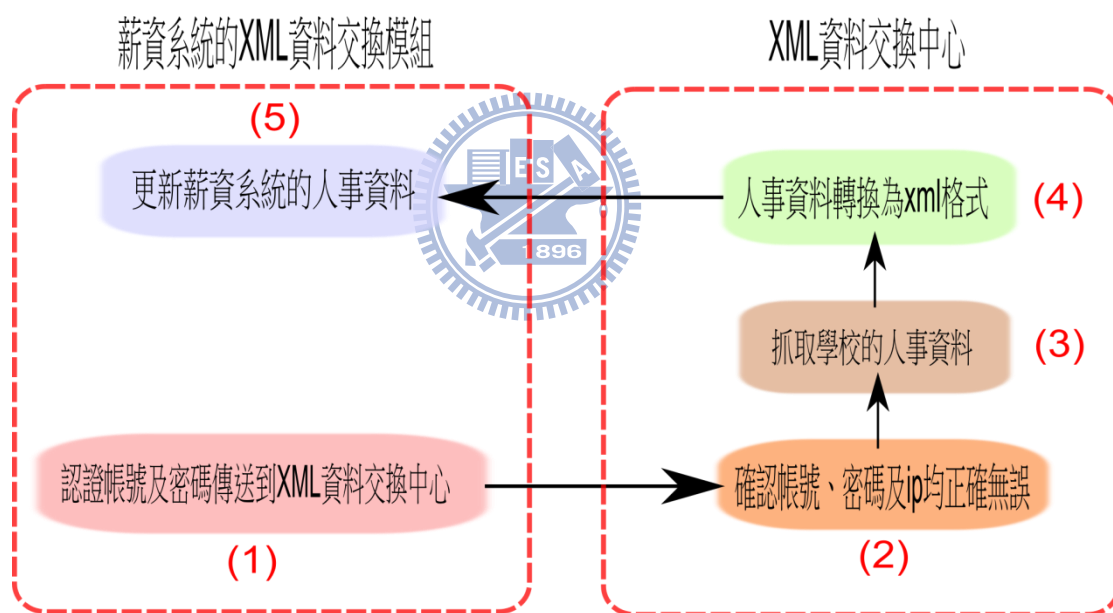 薪資系統的XML資料交換模組
XML資料交換中心
(5)
更新薪資系統的人事資料
人事資料轉換為xml格式
(4)
ES
A
1896
抓取學校的人事資料
(3)
認證帳號及密碼傳送到XML資料交換中心
確認帳號、密碼及ip均正確無誤
(1)
(2)